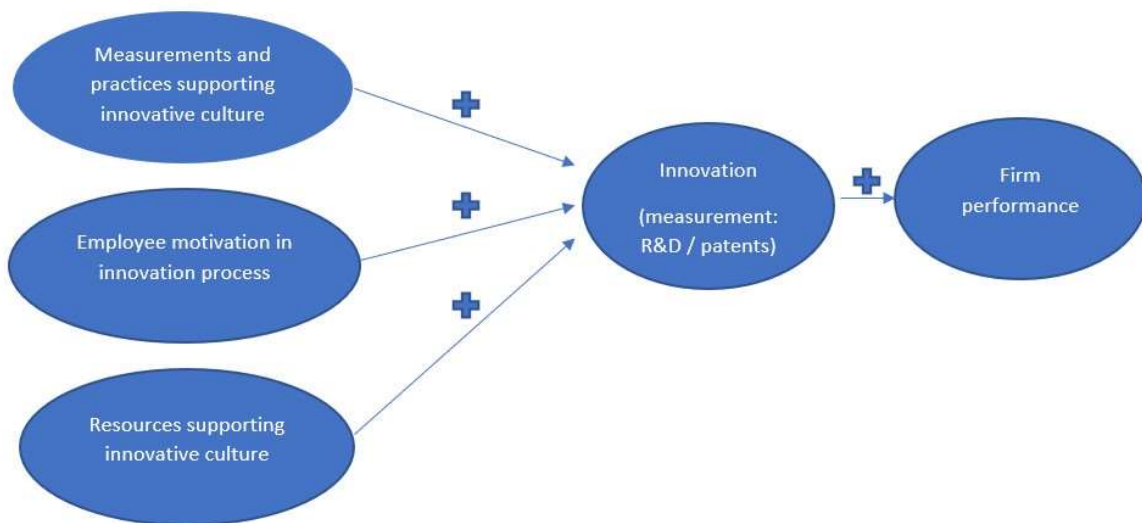 Measurements and
practices supporting
innovative culture
Employee motivation in
innovation process
Resources supporting
innovative culture
Innovation
(measurement:
R&D / patents)
Firm
performance